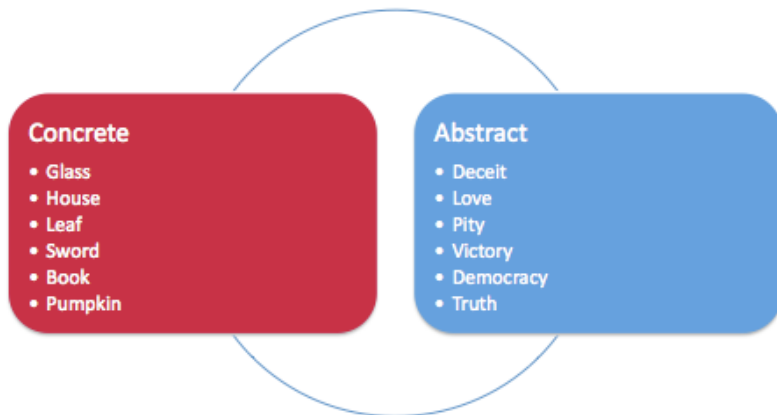 Concrete
• Glass
• House
• Leaf
• Sword
• Book
• Pumpkin
Abstract
• Deceit
• Love
• Pity
• Victory
• Democracy
• Truth